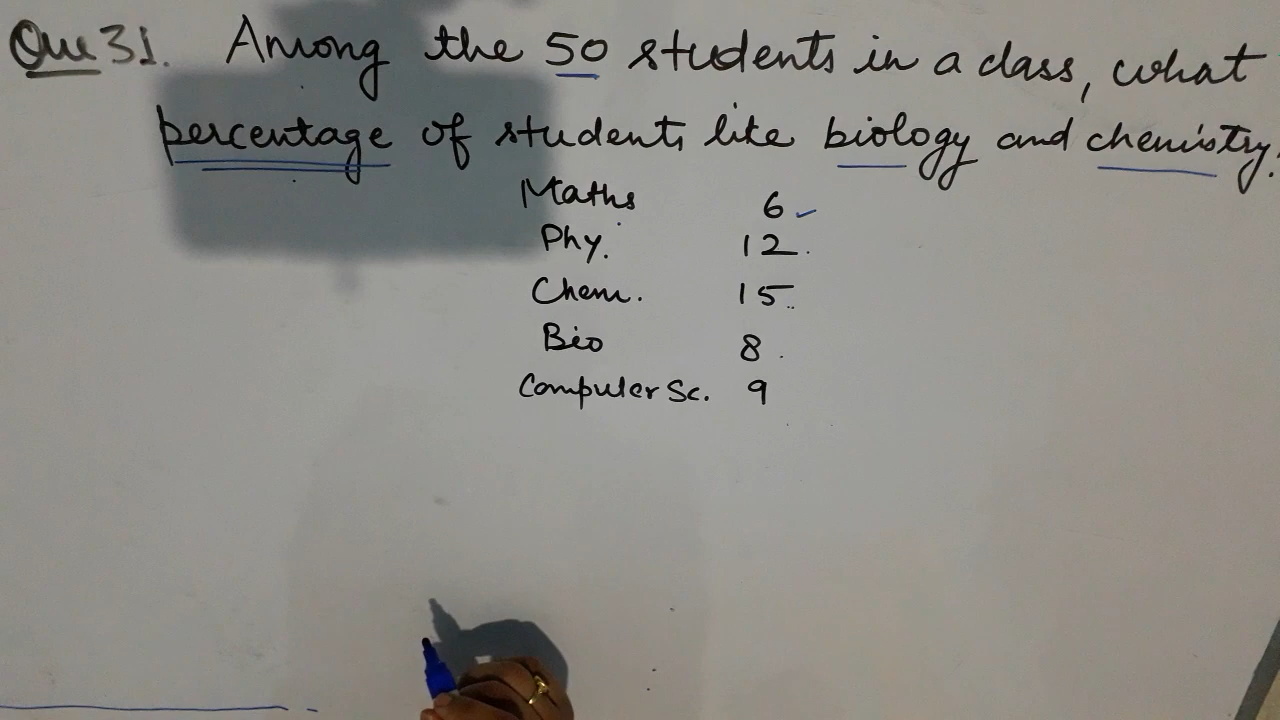 Que 31. Among the 50 students in a class, what
percentage of students like biology and chemistry.
Maths 6
Phy. 12
Chem. 15
Bio 8
Computer Sc. 9